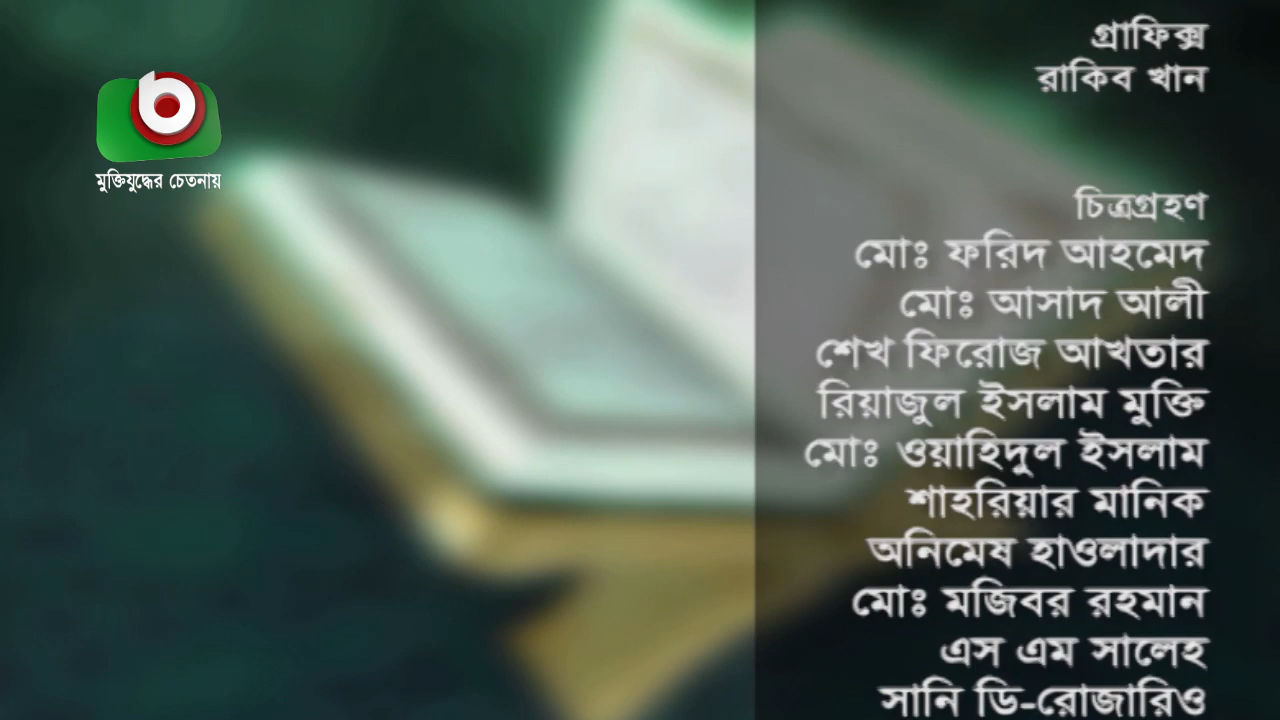 মুক্তিযুদ্ধের চেতনায়
গ্রাফিক্স
রাকিব খান
চিত্রগ্রহণ
মোঃ ফরিদ আহমেদ
মোঃ আসাদ আলী
শেখ ফিরোজ আখতার
রিয়াজুল ইসলাম মুক্তি
মোঃ ওয়াহিদুল ইসলাম
শাহরিয়ার মানিক
অনিমেষ হাওলাদার
মোঃ মজিবর রহমান
এস এম সালেহ
সানি ডি-রোজারিও